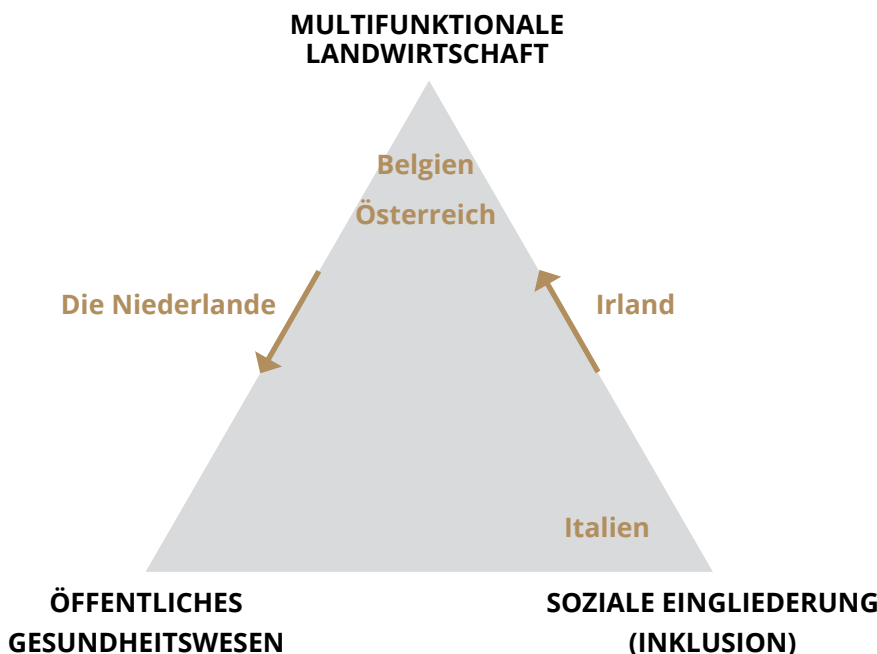 MULTIFUNKTIONALE
LANDWIRTSCHAFT
Belgien
Österreich
Die Niederlande
Irland
Italien
ÖFFENTLICHES
GESUNDHEITSWESEN
SOZIALE EINGLIEDERUNG
(INKLUSION)